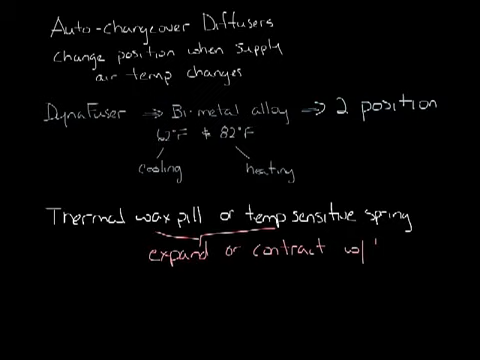 Auto-changeover Diffusers
change position when supply
air temp changes
DynaFuser => Bi-metal alloy => 2 position
62°F & 82°F
cooling heating
Thermal wax pill or temp sensitive spring
expand or contract w/